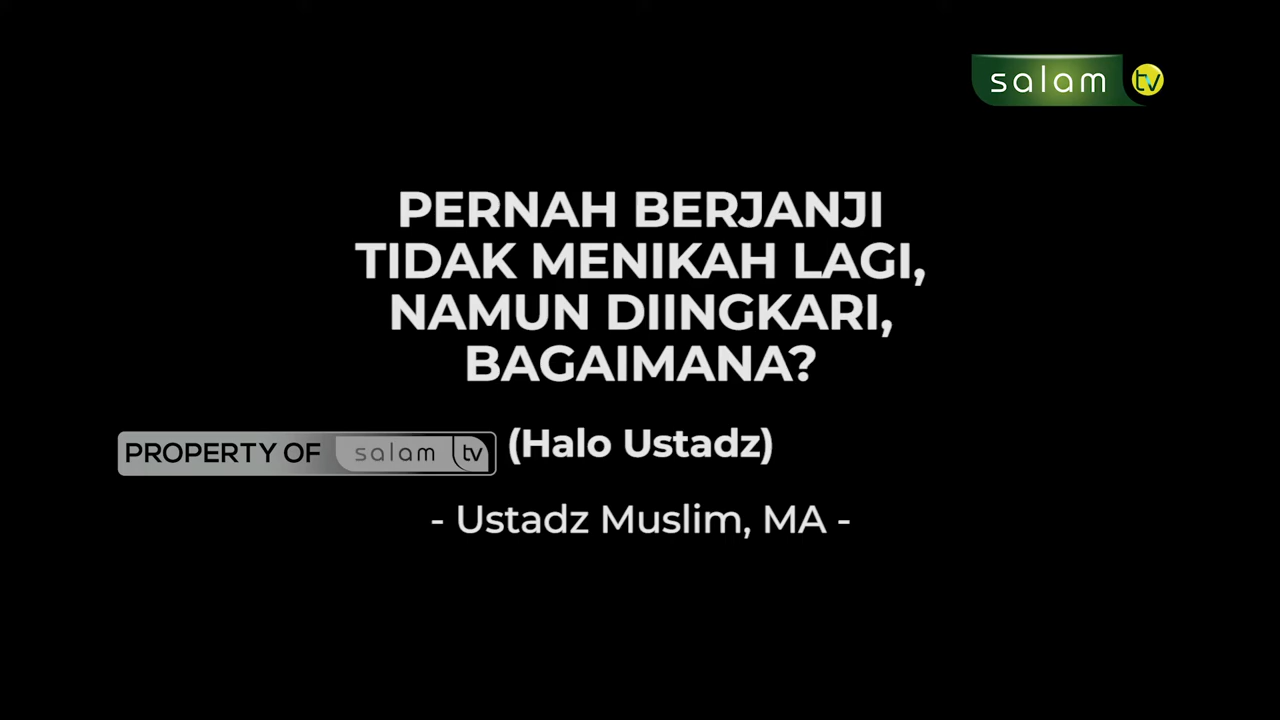 salam tv
PERNAH BERJANJI
TIDAK MENIKAH LAGI,
NAMUN DIINGKARI,
BAGAIMANA?
(Halo Ustadz)
PROPERTY OF salam tv
- Ustadz Muslim, MA -